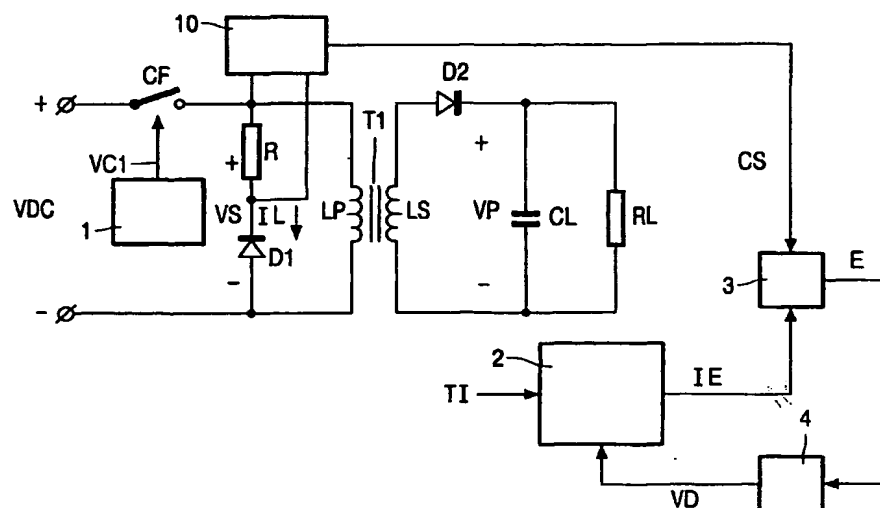 10
CF
D2
+
T1
VC1
+
R
+
CS
VDC
1
VS
IL
LP
LS
VP
CL
RL
D1
-
-
-
3
E
2
TI
IE
4
VD